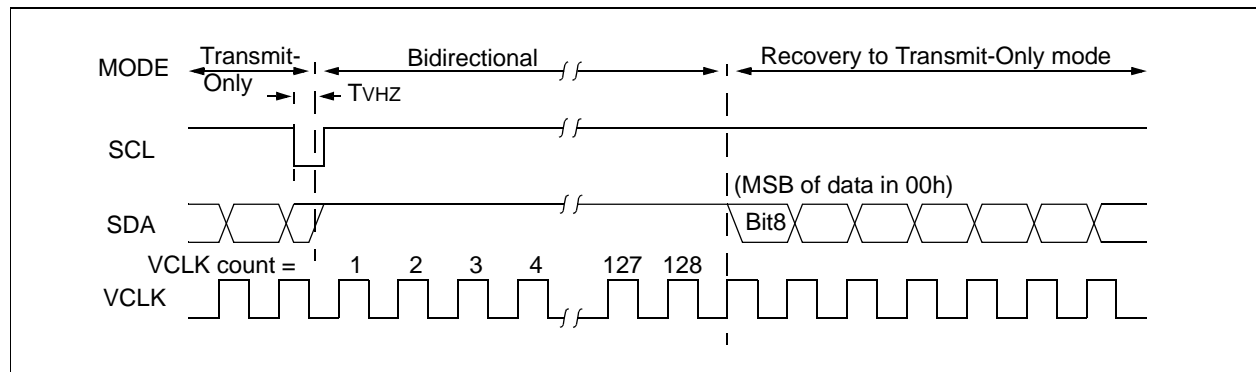 MODE Transmit-Only Bidirectional Recovery to Transmit-Only mode
TVHZ
SCL
(MSB of data in 00h)
SDA Bit8
VCLK count = 1 2 3 4 127 128
VCLK